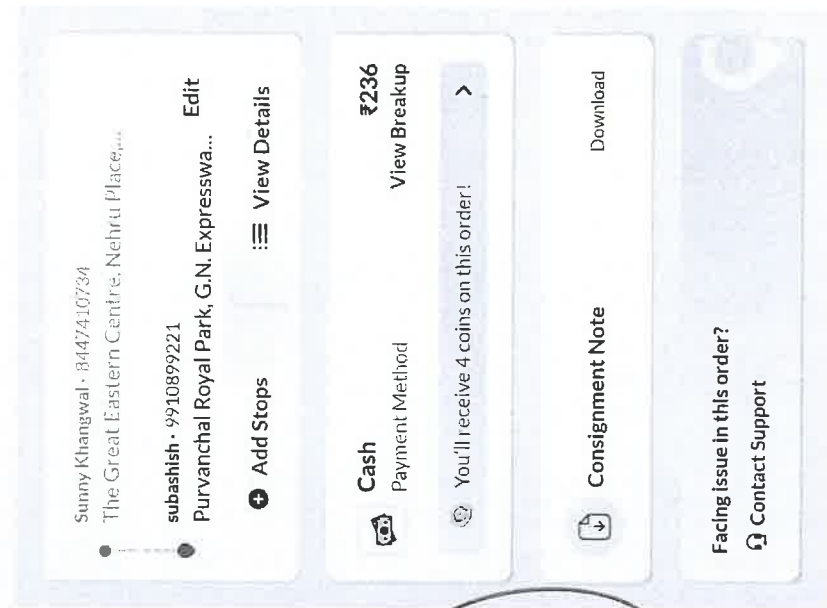 Sunny Khangwal · 8447410734
The Great Eastern Centre, Nehru Place,...
subashish · 9910899221
Edit
Purvanchal Royal Park, G.N. Expresswa...
Add Stops
View Details
Cash
₹236
Payment Method
View Breakup
You'll receive 4 coins on this order!
Consignment Note
Download
Facing issue in this order?
Contact Support